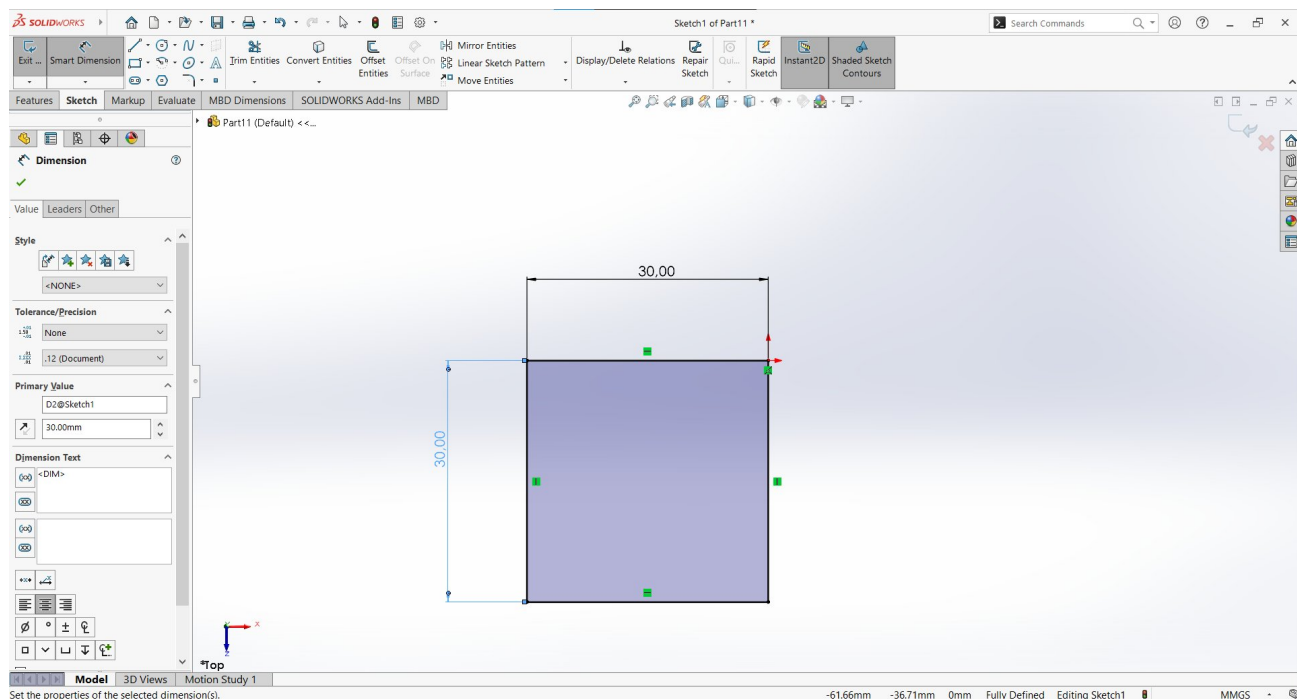 SOLIDWORKS
Sketch1 of Part11 *
Search Commands
Exit ...
Smart Dimension
Trim Entities
Convert Entities
Offset Entities
Offset On Surface
Mirror Entities
Linear Sketch Pattern
Move Entities
Display/Delete Relations
Repair Sketch
Qui...
Rapid Sketch
Instant2D
Shaded Sketch Contours
Features Sketch Markup Evaluate MBD Dimensions SOLIDWORKS Add-Ins MBD
Part11 (Default) <<...
Dimension
Value Leaders Other
Style
<NONE>
Tolerance/Precision
None
.12 (Document)
Primary Value
D2@Sketch1
30.00mm
Dimension Text
<DIM>
30,00
30,00
x
z
*Top
Model 3D Views Motion Study 1
Set the properties of the selected dimension(s).
-61.66mm -36.71mm 0mm Fully Defined Editing Sketch1 MMGS